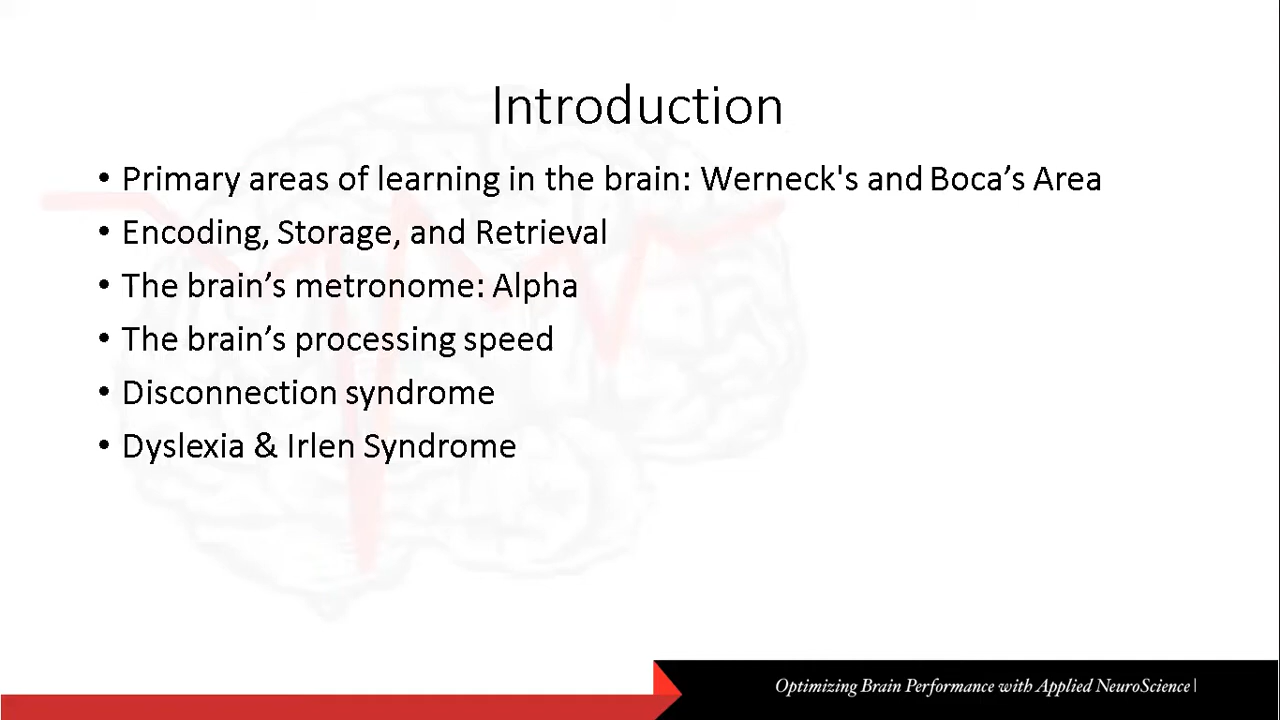 Introduction
• Primary areas of learning in the brain: Werneck's and Boca’s Area
• Encoding, Storage, and Retrieval
• The brain’s metronome: Alpha
• The brain’s processing speed
• Disconnection syndrome
• Dyslexia & Irlen Syndrome
Optimizing Brain Performance with Applied NeuroScience |